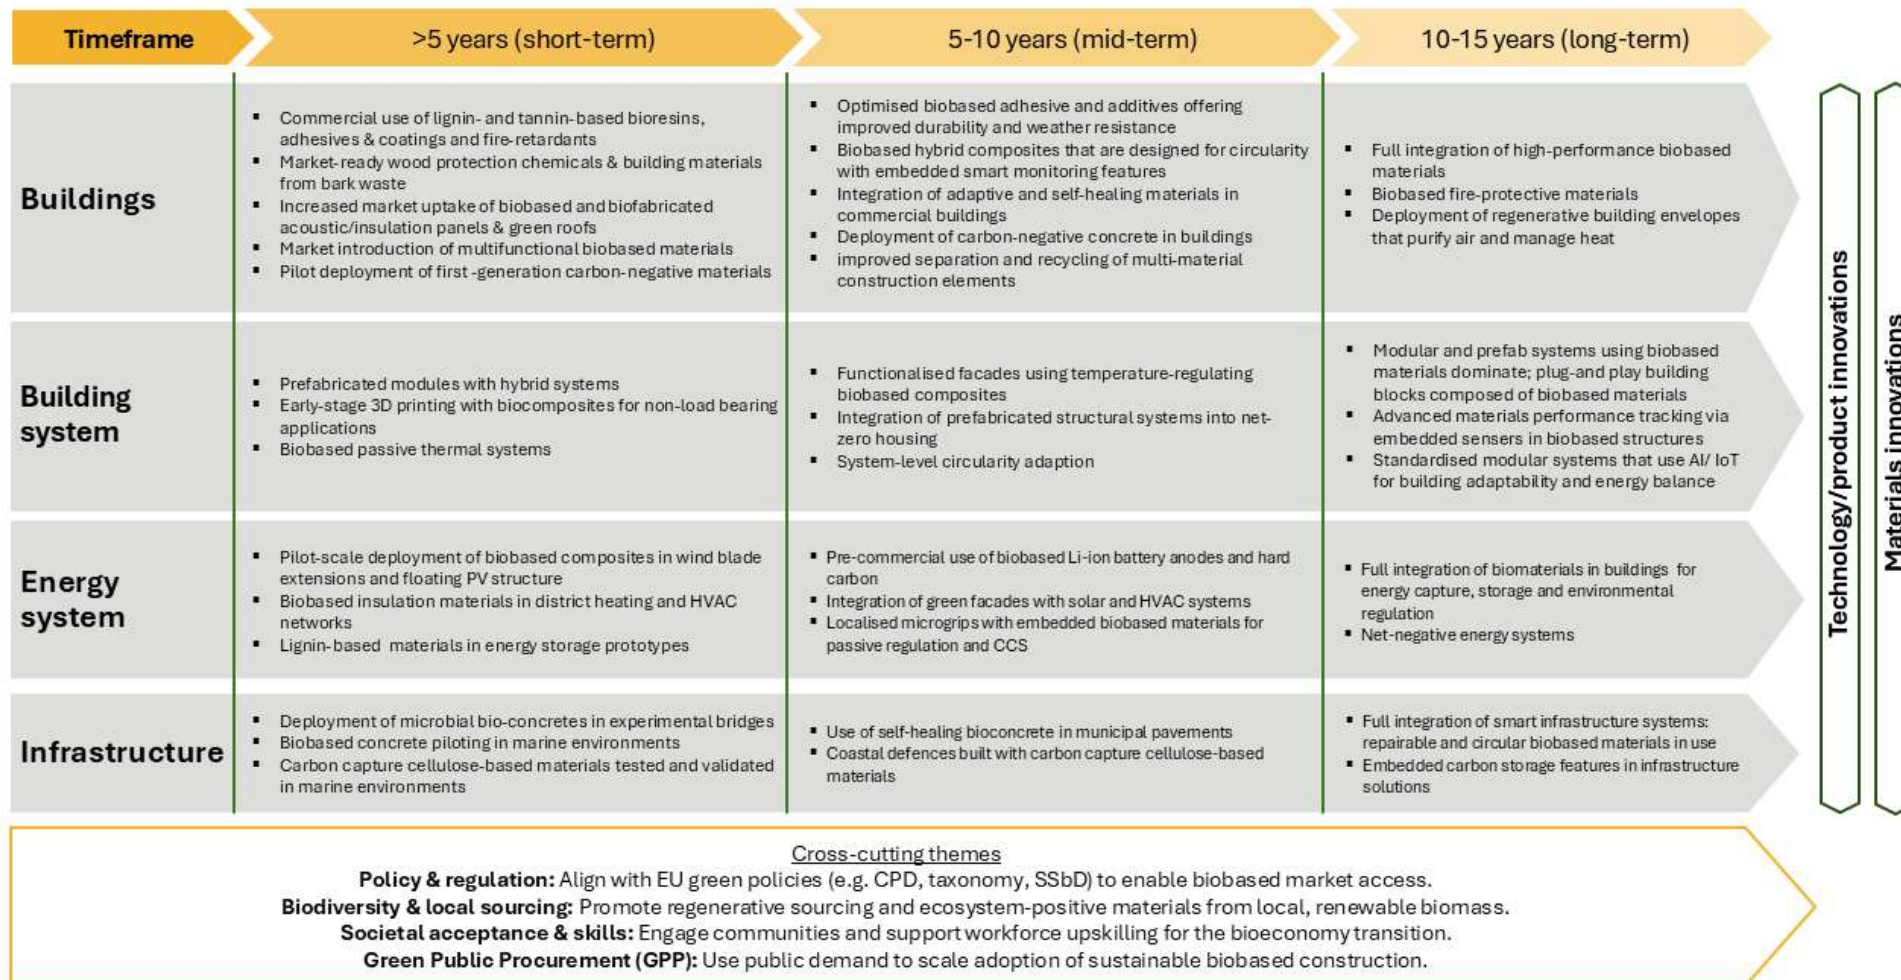 Timeframe
>5 years (short-term)
5-10 years (mid-term)
10-15 years (long-term)
Buildings
▪ Commercial use of lignin- and tannin-based bioresins,
adhesives & coatings and fire-retardants
▪ Market-ready wood protection chemicals & building materials
from bark waste
▪ Increased market uptake of biobased and biofabricated
acoustic/insulation panels & green roofs
▪ Market introduction of multifunctional biobased materials
▪ Pilot deployment of first -generation carbon-negative materials
▪ Optimised biobased adhesive and additives offering
improved durability and weather resistance
▪ Biobased hybrid composites that are designed for circularity
with embedded smart monitoring features
▪ Integration of adaptive and self-healing materials in
commercial buildings
▪ Deployment of carbon-negative concrete in buildings
▪ improved separation and recycling of multi-material
construction elements
▪ Full integration of high-performance biobased
materials
▪ Biobased fire-protective materials
▪ Deployment of regenerative building envelopes
that purify air and manage heat
Building
system
▪ Prefabricated modules with hybrid systems
▪ Early-stage 3D printing with biocomposites for non-load bearing
applications
▪ Biobased passive thermal systems
▪ Functionalised facades using temperature-regulating
biobased composites
▪ Integration of prefabricated structural systems into net-
zero housing
▪ System-level circularity adaption
▪ Modular and prefab systems using biobased
materials dominate; plug-and play building
blocks composed of biobased materials
▪ Advanced materials performance tracking via
embedded sensers in biobased structures
▪ Standardised modular systems that use AI/ IoT
for building adaptability and energy balance
Energy
system
▪ Pilot-scale deployment of biobased composites in wind blade
extensions and floating PV structure
▪ Biobased insulation materials in district heating and HVAC
networks
▪ Lignin-based materials in energy storage prototypes
▪ Pre-commercial use of biobased Li-ion battery anodes and hard
carbon
▪ Integration of green facades with solar and HVAC systems
▪ Localised microgrips with embedded biobased materials for
passive regulation and CCS
▪ Full integration of biomaterials in buildings for
energy capture, storage and environmental
regulation
▪ Net-negative energy systems
Infrastructure
▪ Deployment of microbial bio-concretes in experimental bridges
▪ Biobased concrete piloting in marine environments
▪ Carbon capture cellulose-based materials tested and validated
in marine environments
▪ Use of self-healing bioconcrete in municipal pavements
▪ Coastal defences built with carbon capture cellulose-based
materials
▪ Full integration of smart infrastructure systems:
repairable and circular biobased materials in use
▪ Embedded carbon storage features in infrastructure
solutions
Technology/product innovations
Materials innovations
Cross-cutting themes
Policy & regulation: Align with EU green policies (e.g. CPD, taxonomy, SSbD) to enable biobased market access.
Biodiversity & local sourcing: Promote regenerative sourcing and ecosystem-positive materials from local, renewable biomass.
Societal acceptance & skills: Engage communities and support workforce upskilling for the bioeconomy transition.
Green Public Procurement (GPP): Use public demand to scale adoption of sustainable biobased construction.